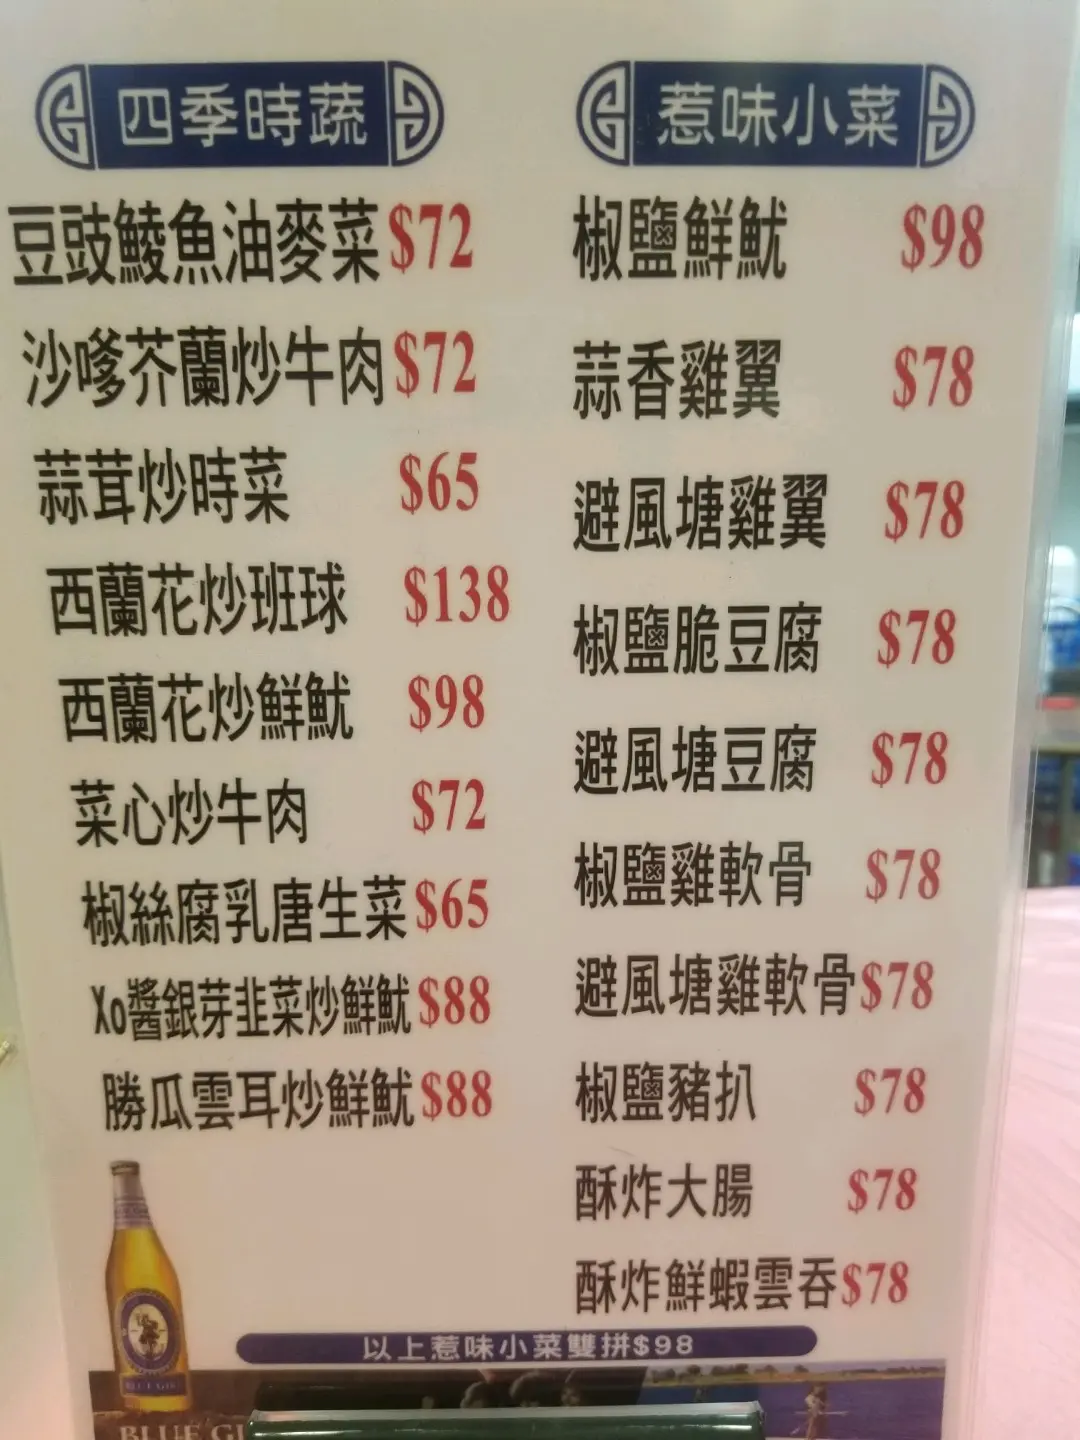 四季時蔬
豆豉鯪魚油麥菜 $72
沙嗲芥蘭炒牛肉 $72
蒜茸炒時菜 $65
西蘭花炒班球 $138
西蘭花炒鮮魷 $98
菜心炒牛肉 $72
椒絲腐乳唐生菜 $65
Xo醬銀芽韭菜炒鮮魷 $88
勝瓜雲耳炒鮮魷 $88
惹味小菜
椒鹽鮮魷 $98
蒜香雞翼 $78
避風塘雞翼 $78
椒鹽脆豆腐 $78
避風塘豆腐 $78
椒鹽雞軟骨 $78
避風塘雞軟骨 $78
椒鹽豬扒 $78
酥炸大腸 $78
酥炸鮮蝦雲吞 $78
以上惹味小菜雙拼$98